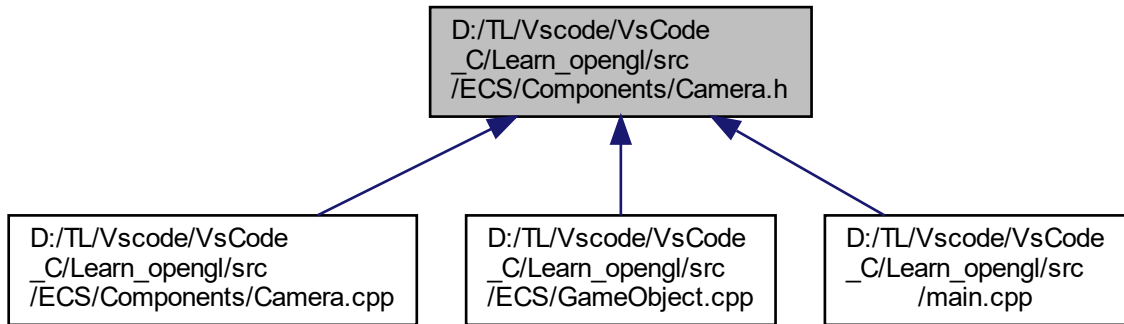 D:/TL/Vscode/VsCode
_C/Learn_opengl/src
/ECS/Components/Camera.h
D:/TL/Vscode/VsCode
_C/Learn_opengl/src
/ECS/Components/Camera.cpp
D:/TL/Vscode/VsCode
_C/Learn_opengl/src
/ECS/GameObject.cpp
D:/TL/Vscode/VsCode
_C/Learn_opengl/src
/main.cpp